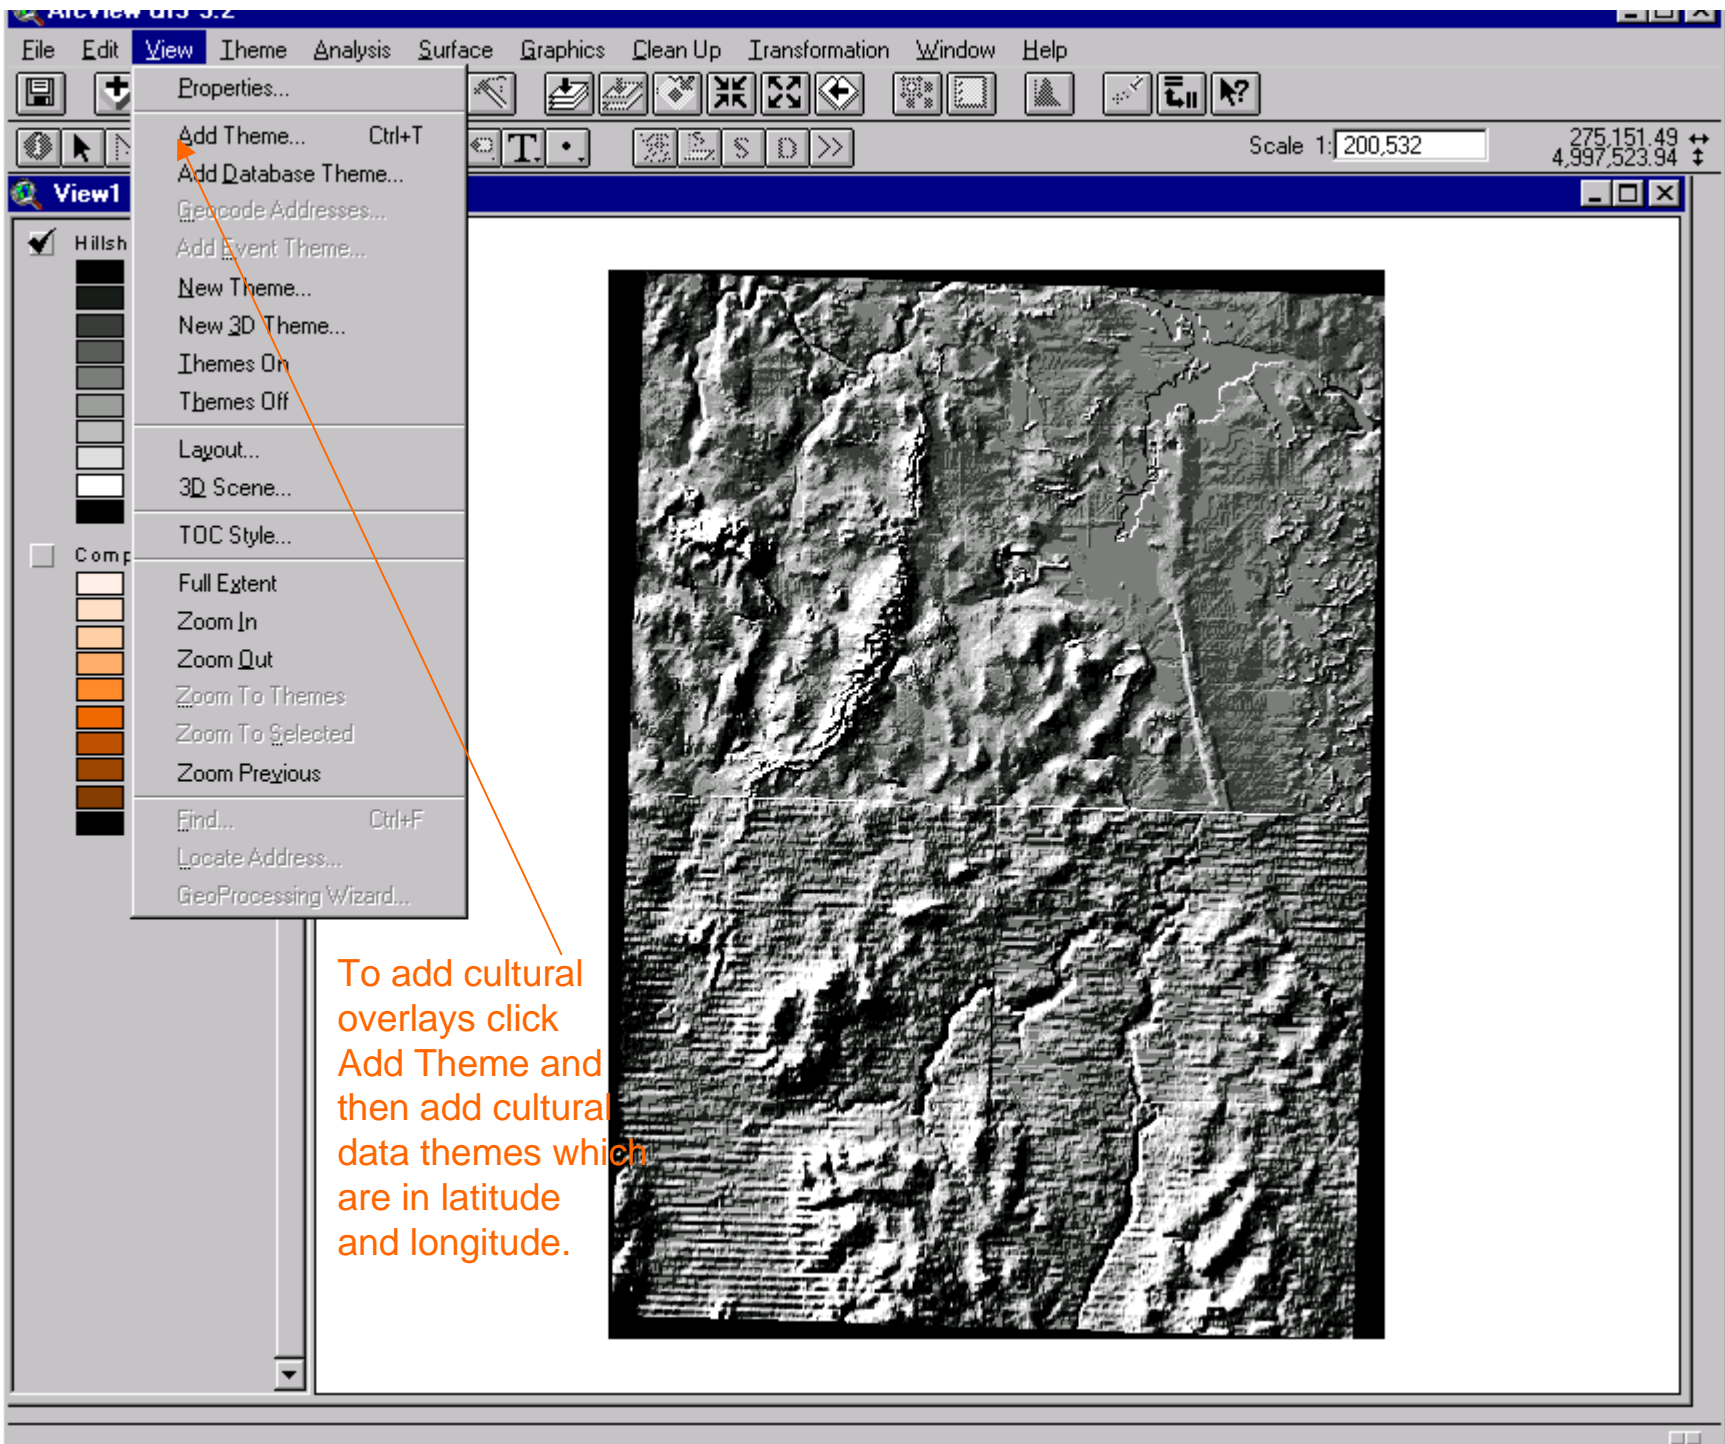 ArcView GIS 3.2
File Edit View Theme Analysis Surface Graphics Clean Up Transformation Window Help
Scale 1: 200,532
275,151.49
4,997,523.94
View1
Properties...
Add Theme... Ctrl+T
Add Database Theme...
Geocode Addresses...
Add Event Theme...
New Theme...
New 3D Theme...
Themes On
Themes Off
Layout...
3D Scene...
TOC Style...
Full Extent
Zoom In
Zoom Out
Zoom To Themes
Zoom To Selected
Zoom Previous
Find... Ctrl+F
Locate Address...
GeoProcessing Wizard...
Hillsh
Comp
T
S
D
>>
To add cultural
overlays click
Add Theme and
then add cultural
data themes which
are in latitude
and longitude.